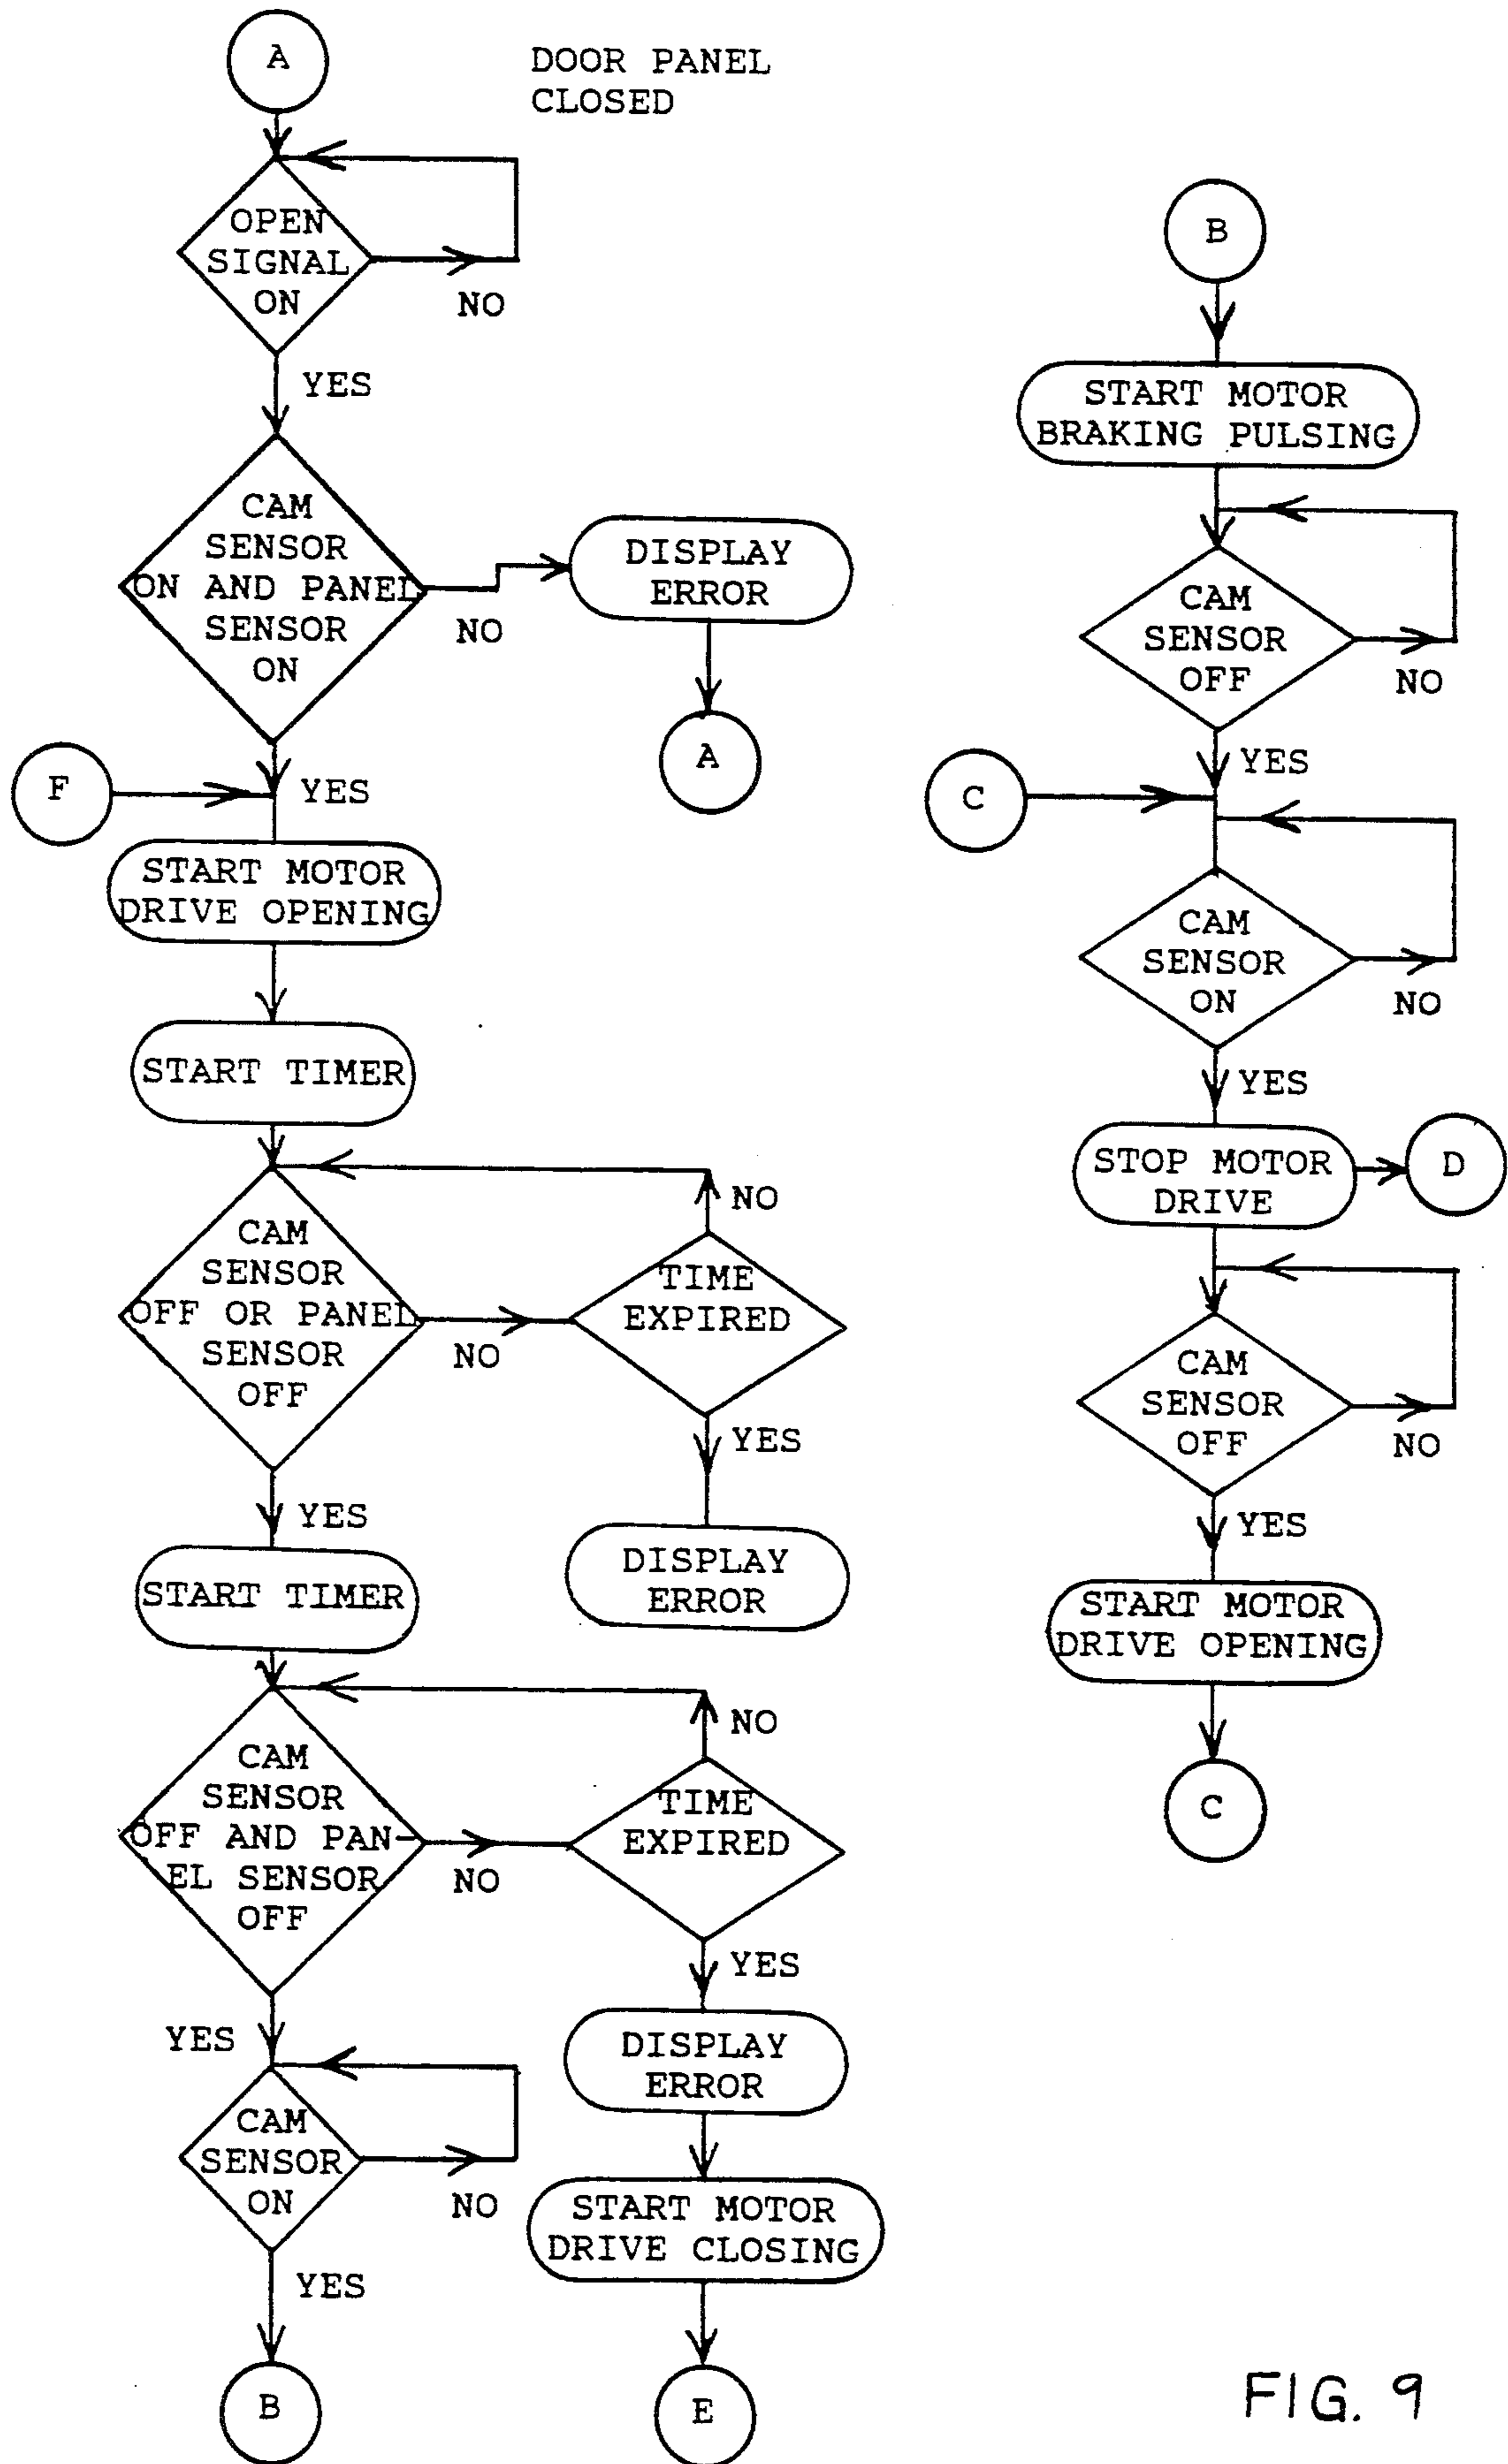 A
DOOR PANEL
CLOSED
OPEN
SIGNAL
ON
NO
YES
CAM
SENSOR
ON AND PANEL
SENSOR
ON
NO
DISPLAY
ERROR
A
F
YES
START MOTOR
DRIVE OPENING
START TIMER
CAM
SENSOR
OFF OR PANEL
SENSOR
OFF
NO
TIME
EXPIRED
NO
YES
DISPLAY
ERROR
YES
START TIMER
CAM
SENSOR
OFF AND PAN-
EL SENSOR
OFF
NO
TIME
EXPIRED
NO
YES
DISPLAY
ERROR
START MOTOR
DRIVE CLOSING
E
YES
CAM
SENSOR
ON
NO
YES
B
B
START MOTOR
BRAKING PULSING
CAM
SENSOR
OFF
NO
YES
C
CAM
SENSOR
ON
NO
YES
STOP MOTOR
DRIVE
D
CAM
SENSOR
OFF
NO
YES
START MOTOR
DRIVE OPENING
C
FIG. 9